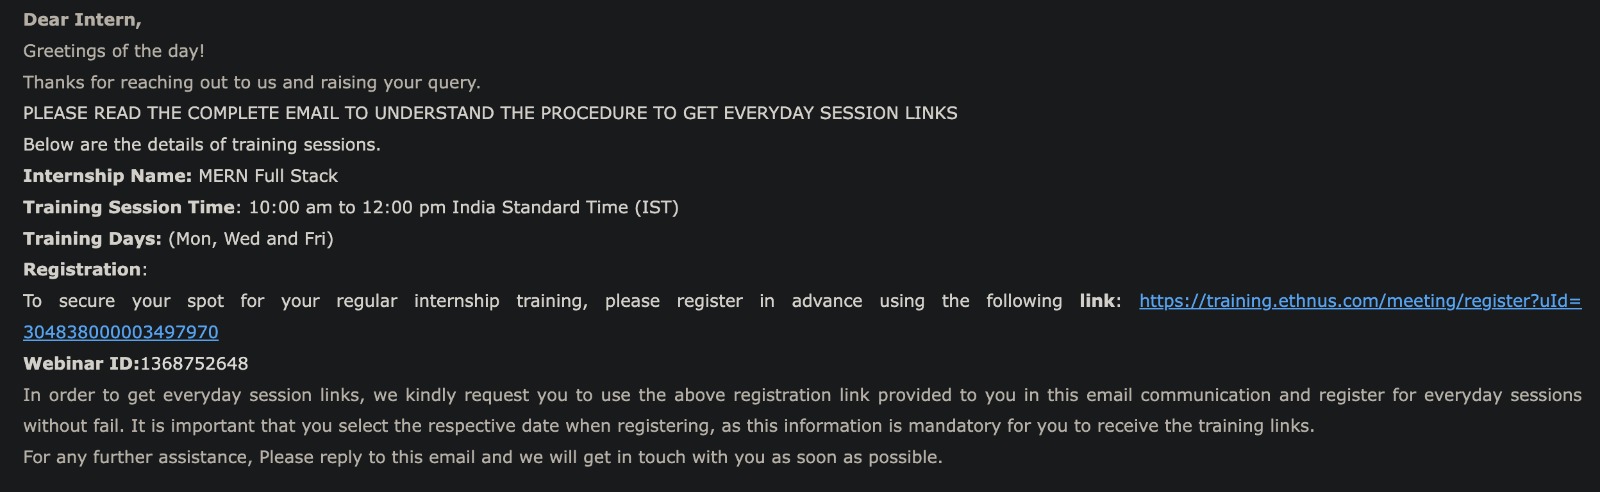 Dear Intern,
Greetings of the day!
Thanks for reaching out to us and raising your query.
PLEASE READ THE COMPLETE EMAIL TO UNDERSTAND THE PROCEDURE TO GET EVERYDAY SESSION LINKS
Below are the details of training sessions.
Internship Name: MERN Full Stack
Training Session Time: 10:00 am to 12:00 pm India Standard Time (IST)
Training Days: (Mon, Wed and Fri)
Registration:
To secure your spot for your regular internship training, please register in advance using the following link: https://training.ethnus.com/meeting/register?uId=
304838000003497970
Webinar ID:1368752648
In order to get everyday session links, we kindly request you to use the above registration link provided to you in this email communication and register for everyday sessions
without fail. It is important that you select the respective date when registering, as this information is mandatory for you to receive the training links.
For any further assistance, Please reply to this email and we will get in touch with you as soon as possible.